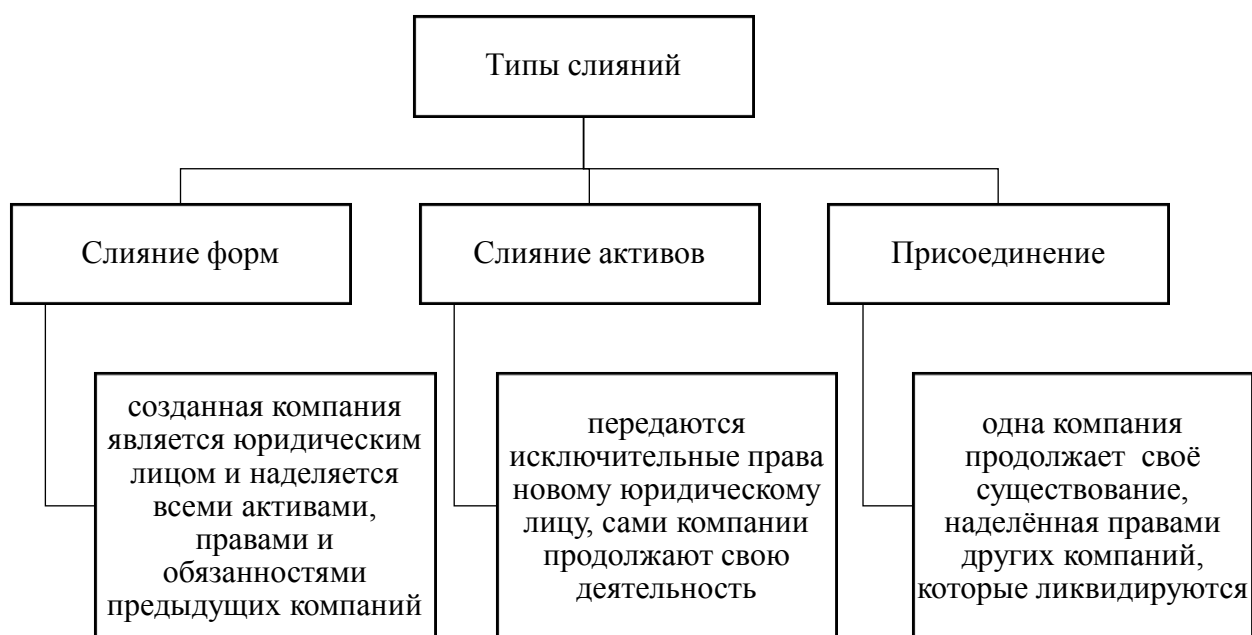 Типы слияний
Слияние форм
Слияние активов
Присоединение
созданная компания
является юридическим
лицом и наделяется
всеми активами,
правами и
обязанностями
предыдущих компаний
передаются
исключительные права
новому юридическому
лицу, сами компании
продолжают свою
деятельность
одна компания
продолжает своё
существование,
наделённая правами
других компаний,
которые ликвидируются